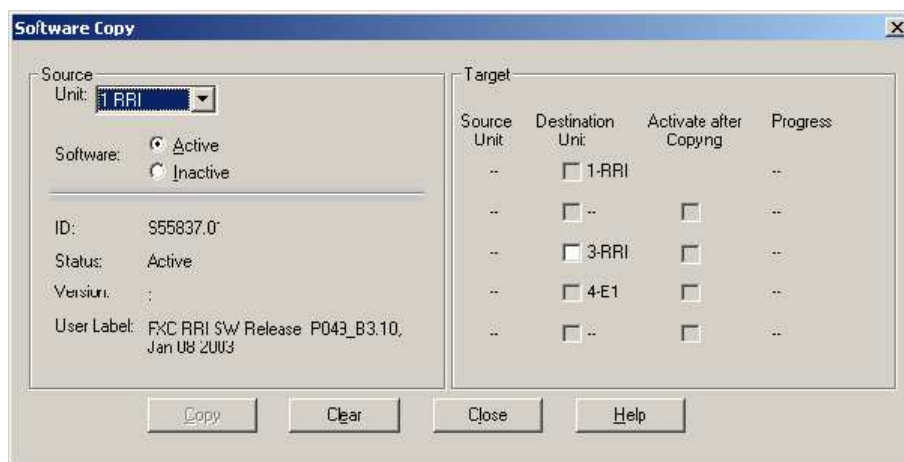 Software Copy
Source
Unit: 1 RRI
Software: Active
Inactive
ID: S55837.01
Status: Active
Version: :
User Label: FXC RRI SW Release P043_B3.10,
Jan 08 2003
Target
Source Unit Destination Unit Activate after Copying Progress
-- 1-RRI --
-- -- --
-- 3-RRI --
-- 4-E1 --
-- -- --
Copy Clear Close Help